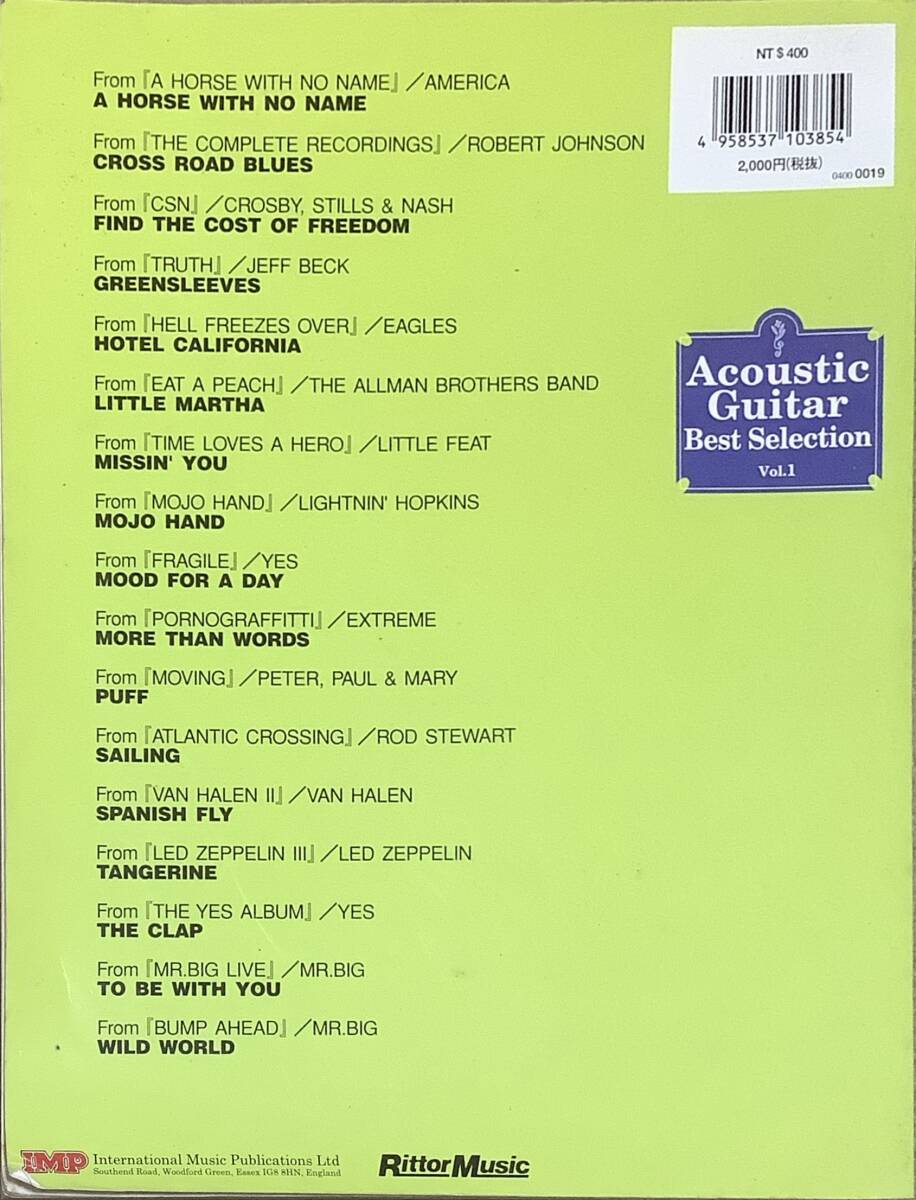 NT$400
4 958537 103854
2,000円(税抜)
0400 0019
From『A HORSE WITH NO NAME』/AMERICA
A HORSE WITH NO NAME
From『THE COMPLETE RECORDINGS』/ROBERT JOHNSON
CROSS ROAD BLUES
From『CSN』/CROSBY, STILLS & NASH
FIND THE COST OF FREEDOM
From『TRUTH』/JEFF BECK
GREENSLEEVES
From『HELL FREEZES OVER』/EAGLES
HOTEL CALIFORNIA
From『EAT A PEACH』/THE ALLMAN BROTHERS BAND
LITTLE MARTHA
From『TIME LOVES A HERO』/LITTLE FEAT
MISSIN' YOU
From『MOJO HAND』/LIGHTNIN' HOPKINS
MOJO HAND
From『FRAGILE』/YES
MOOD FOR A DAY
From『PORNOGRAFFITTI』/EXTREME
MORE THAN WORDS
From『MOVING』/PETER, PAUL & MARY
PUFF
From『ATLANTIC CROSSING』/ROD STEWART
SAILING
From『VAN HALEN II』/VAN HALEN
SPANISH FLY
From『LED ZEPPELIN III』/LED ZEPPELIN
TANGERINE
From『THE YES ALBUM』/YES
THE CLAP
From『MR.BIG LIVE』/MR.BIG
TO BE WITH YOU
From『BUMP AHEAD』/MR.BIG
WILD WORLD
Acoustic
Guitar
Best Selection
Vol.1
IMP
International Music Publications Ltd
Southend Road, Woodford Green, Essex IG8 8HN, England
RittorMusic